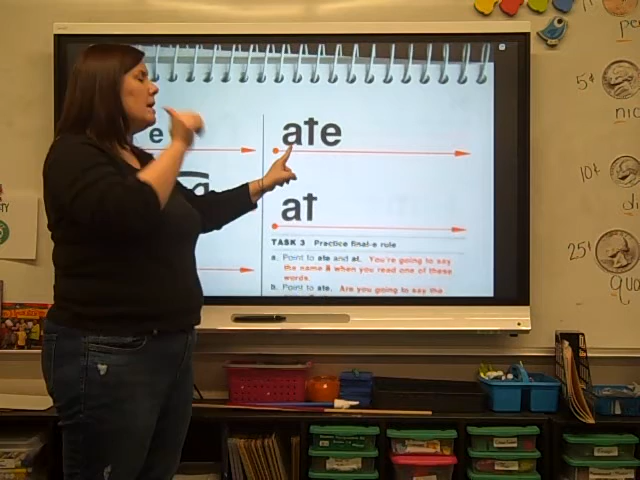 e
ate
at
TASK 3 Practice final-e rule
a. Point to ate and at. You're going to say
the name a when you read one of these
words.
b. Point to ate. Are you going to say the
5¢
10¢
25¢